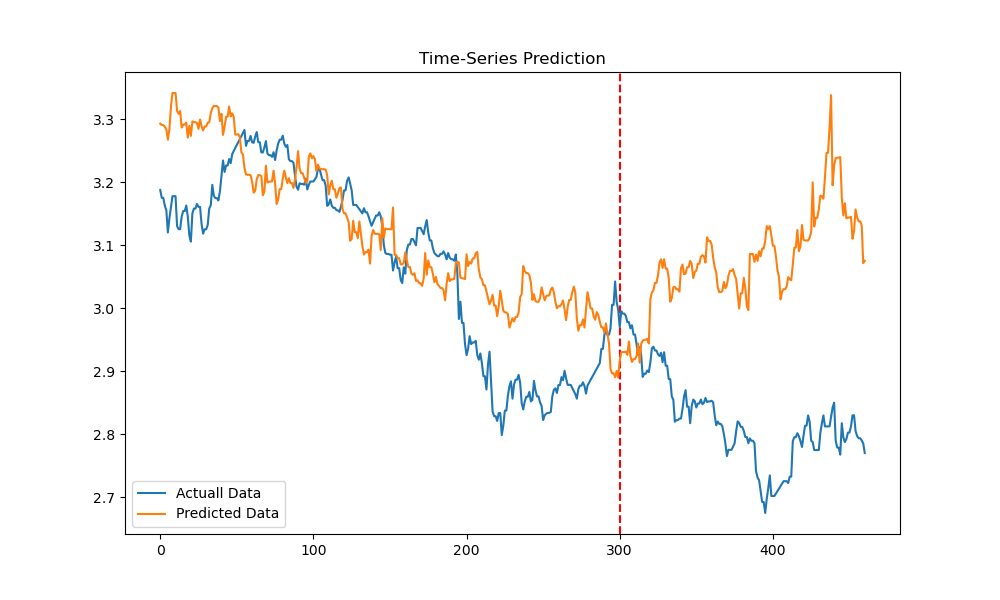 Time-Series Prediction
3.3
3.2
3.1
3.0
2.9
2.8
2.7
Actuall Data
Predicted Data
0 100 200 300 400